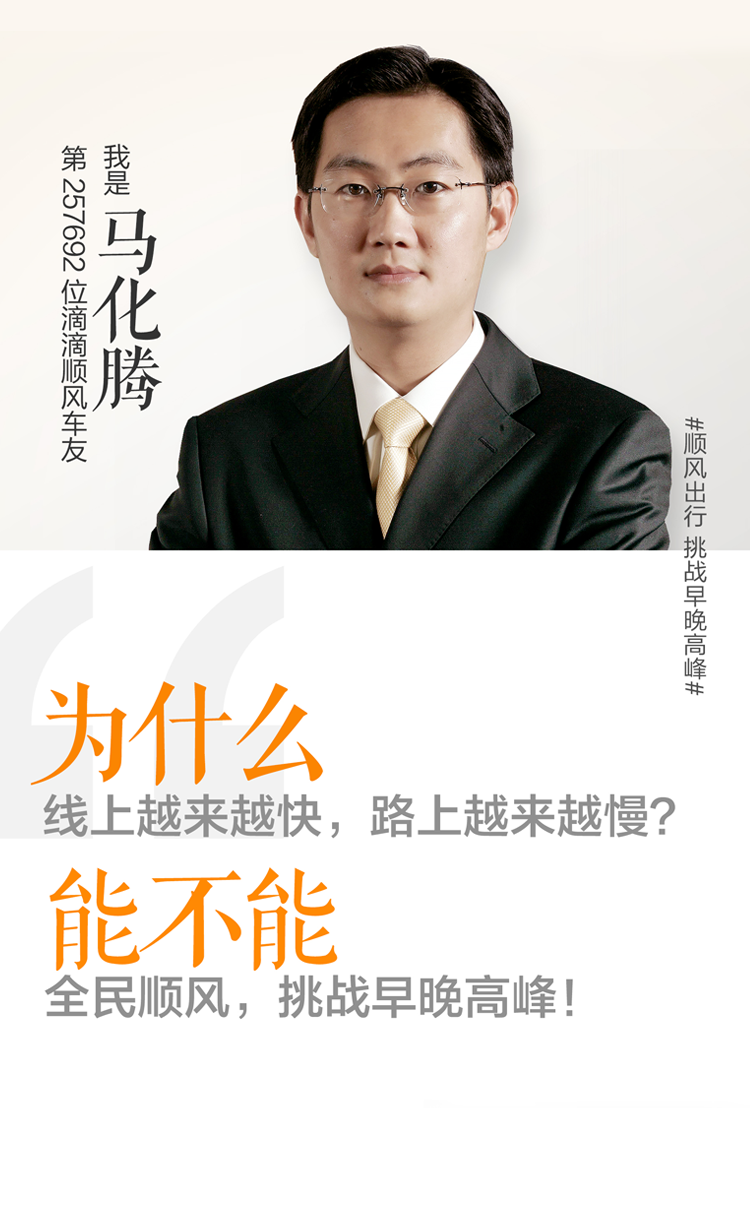 我是 马化腾
第 257692 位滴滴顺风车友
#顺风出行 挑战早晚高峰#
为什么
线上越来越快，路上越来越慢？
能不能
全民顺风，挑战早晚高峰！